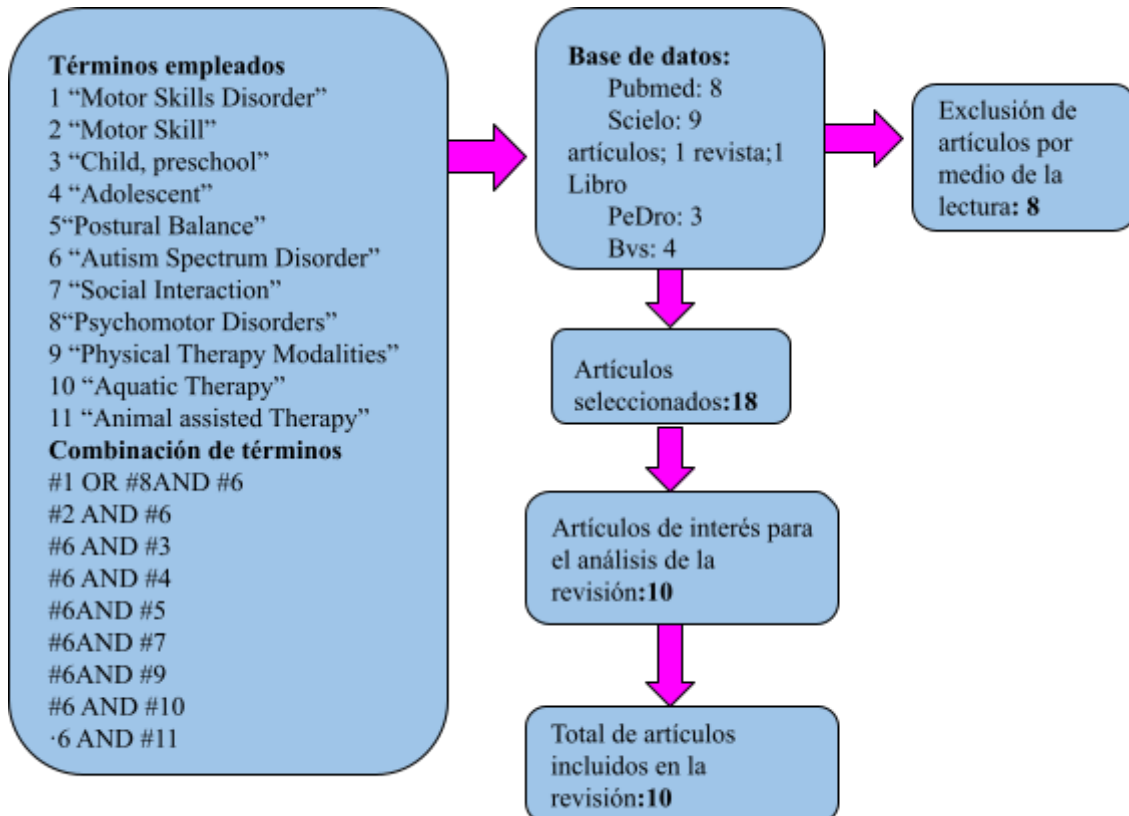 Términos empleados
1 “Motor Skills Disorder”
2 “Motor Skill”
3 “Child, preschool”
4 “Adolescent”
5“Postural Balance”
6 “Autism Spectrum Disorder”
7 “Social Interaction”
8“Psychomotor Disorders”
9 “Physical Therapy Modalities”
10 “Aquatic Therapy”
11 “Animal assisted Therapy”
Combinación de términos
#1 OR #8AND #6
#2 AND #6
#6 AND #3
#6 AND #4
#6AND #5
#6AND #7
#6AND #9
#6 AND #10
·6 AND #11
Base de datos:
Pubmed: 8
Scielo: 9
artículos; 1 revista;1
Libro
PeDro: 3
Bvs: 4
Exclusión de
artículos por
medio de la
lectura: 8
Artículos
seleccionados:18
Artículos de interés para
el análisis de la
revisión:10
Total de artículos
incluidos en la
revisión:10